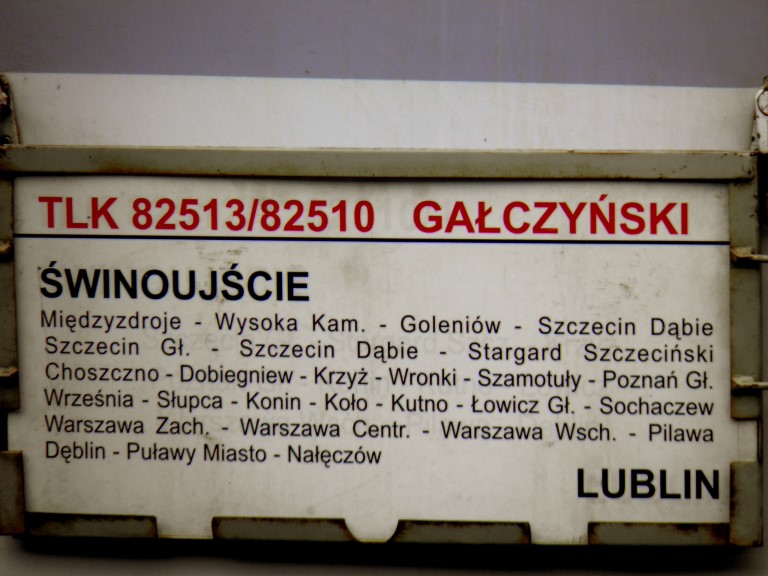 TLK 82513/82510 GAŁCZYŃSKI
ŚWINOUJŚCIE
Międzyzdroje - Wysoka Kam. - Goleniów - Szczecin Dąbie
Szczecin Gł. - Szczecin Dąbie - Stargard Szczeciński
Choszczno - Dobiegniew - Krzyż - Wronki - Szamotuły - Poznań Gł.
Września - Słupca - Konin - Koło - Kutno - Łowicz Gł. - Sochaczew
Warszawa Zach. - Warszawa Centr. - Warszawa Wsch. - Pilawa
Dęblin - Puławy Miasto - Nałęczów
LUBLIN